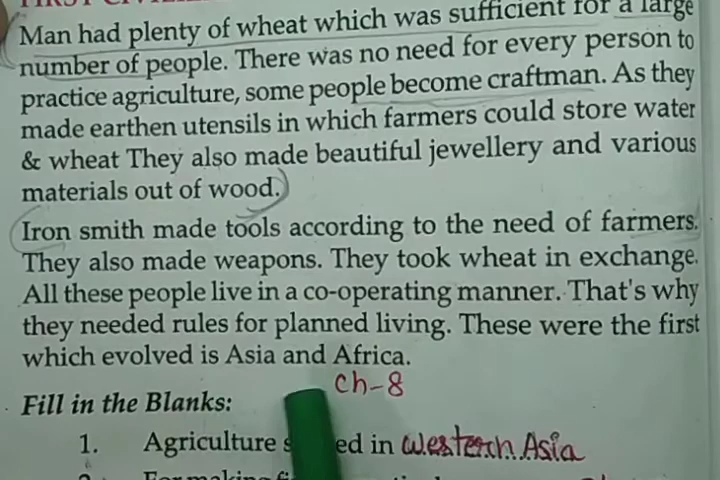 Man had plenty of wheat which was sufficient for a large
number of people. There was no need for every person to
practice agriculture, some people become craftman. As they
made earthen utensils in which farmers could store water
& wheat They also made beautiful jewellery and various
materials out of wood.
Iron smith made tools according to the need of farmers.
They also made weapons. They took wheat in exchange.
All these people live in a co-operating manner. That's why
they needed rules for planned living. These were the first
which evolved is Asia and Africa.
ch-8
Fill in the Blanks:
1. Agriculture s ed in Western Asia